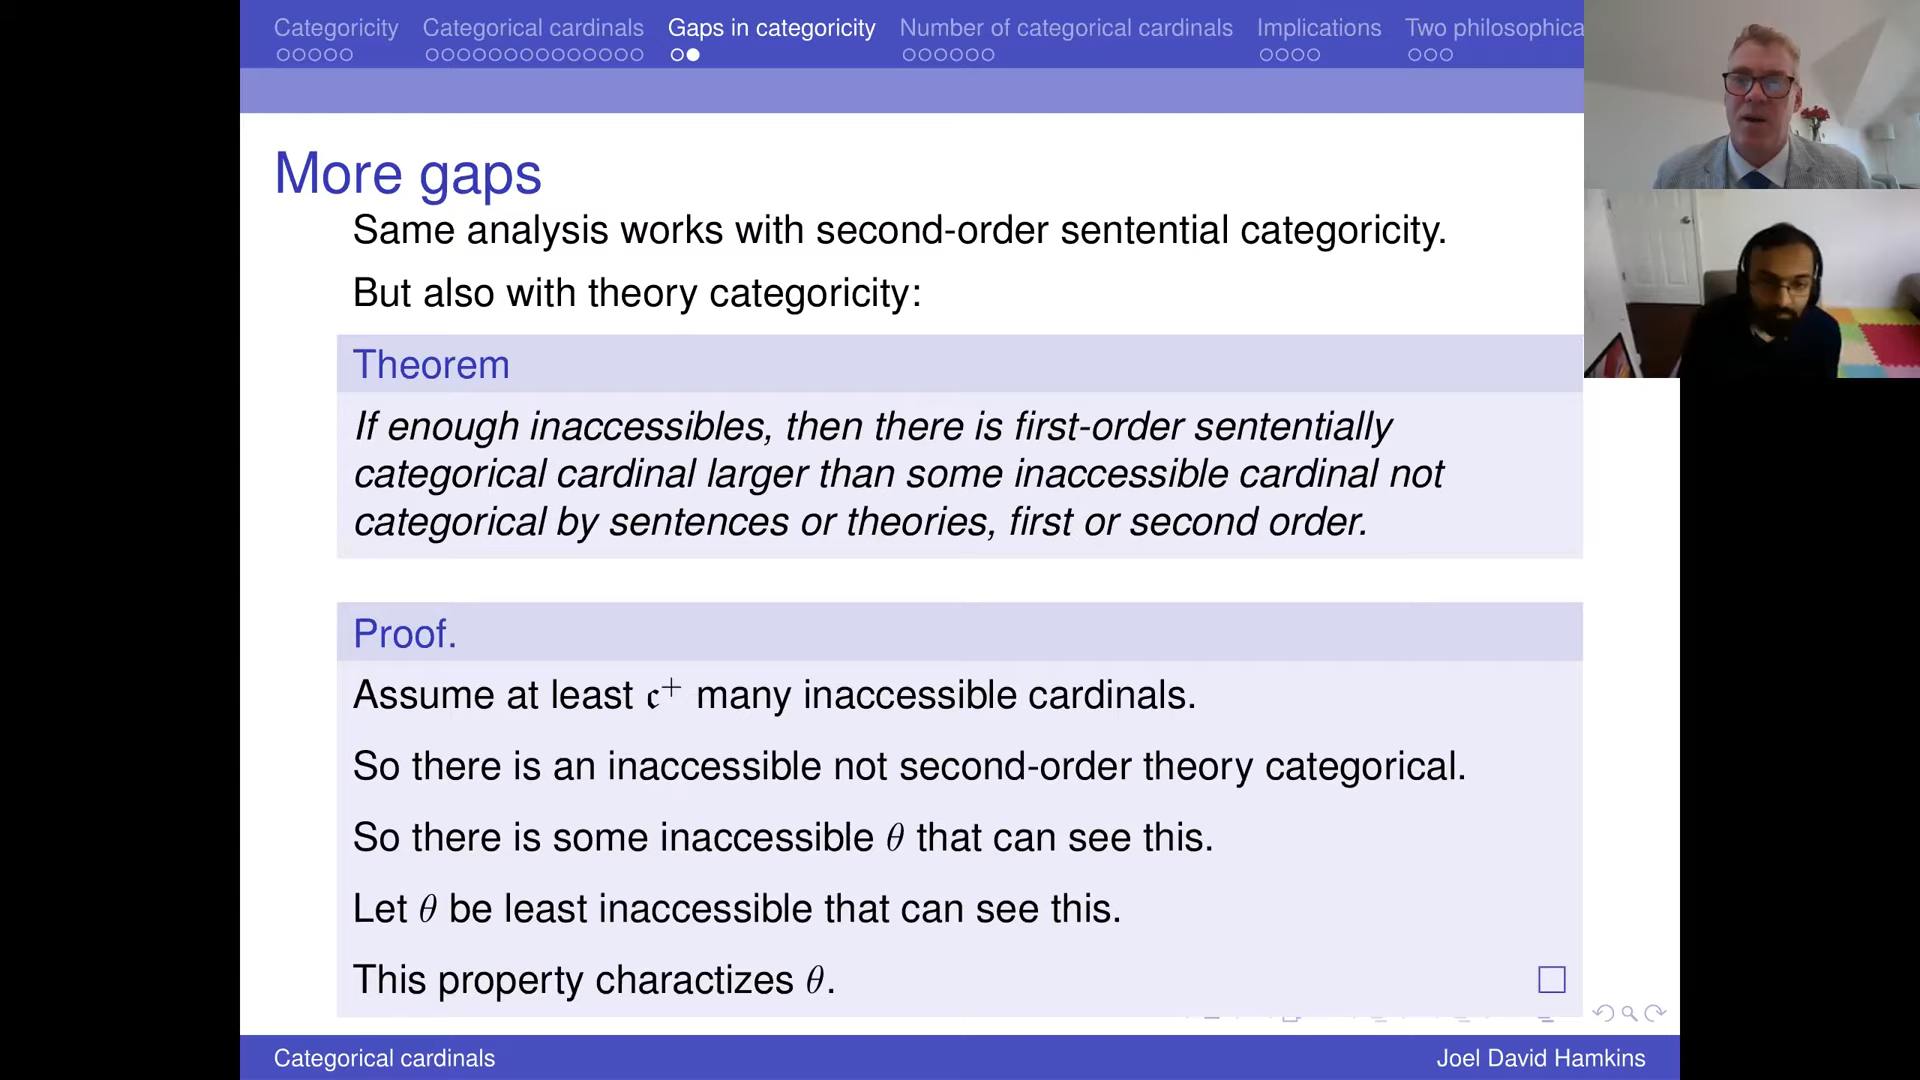 Categoricity Categorical cardinals Gaps in categoricity Number of categorical cardinals Implications Two philosophica
More gaps
Same analysis works with second-order sentential categoricity.
But also with theory categoricity:
Theorem
If enough inaccessibles, then there is first-order sententially
categorical cardinal larger than some inaccessible cardinal not
categorical by sentences or theories, first or second order.
Proof.
Assume at least 𝔠⁺ many inaccessible cardinals.
So there is an inaccessible not second-order theory categorical.
So there is some inaccessible θ that can see this.
Let θ be least inaccessible that can see this.
This property charactizes θ. □
Categorical cardinals Joel David Hamkins